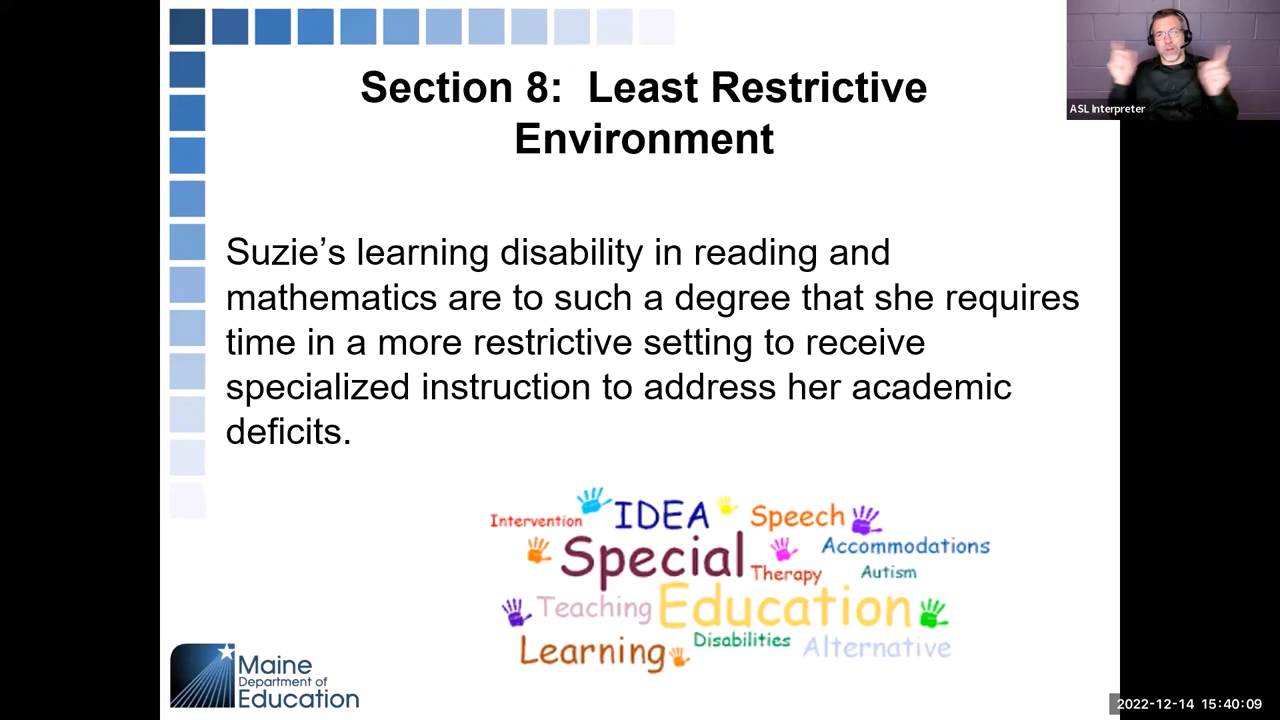 Section 8:  Least Restrictive
Environment
ASL Interpreter
Suzie’s learning disability in reading and
mathematics are to such a degree that she requires
time in a more restrictive setting to receive
specialized instruction to address her academic
deficits.
Intervention IDEA Speech
Special Accommodations
Therapy Autism
Teaching Education
Learning Disabilities Alternative
Maine
Department of
Education
2022-12-14 15:40:09